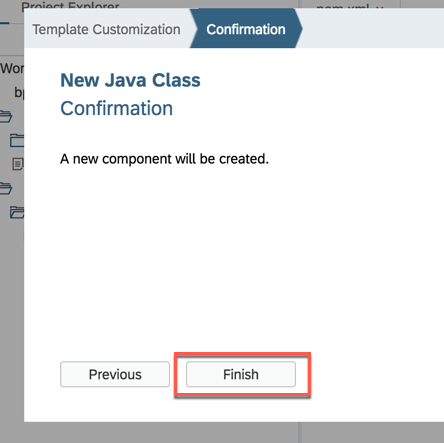 Project Explorer
pom.xml
Template Customization
Confirmation
New Java Class
Confirmation
Wor
bp
A new component will be created.
Previous
Finish